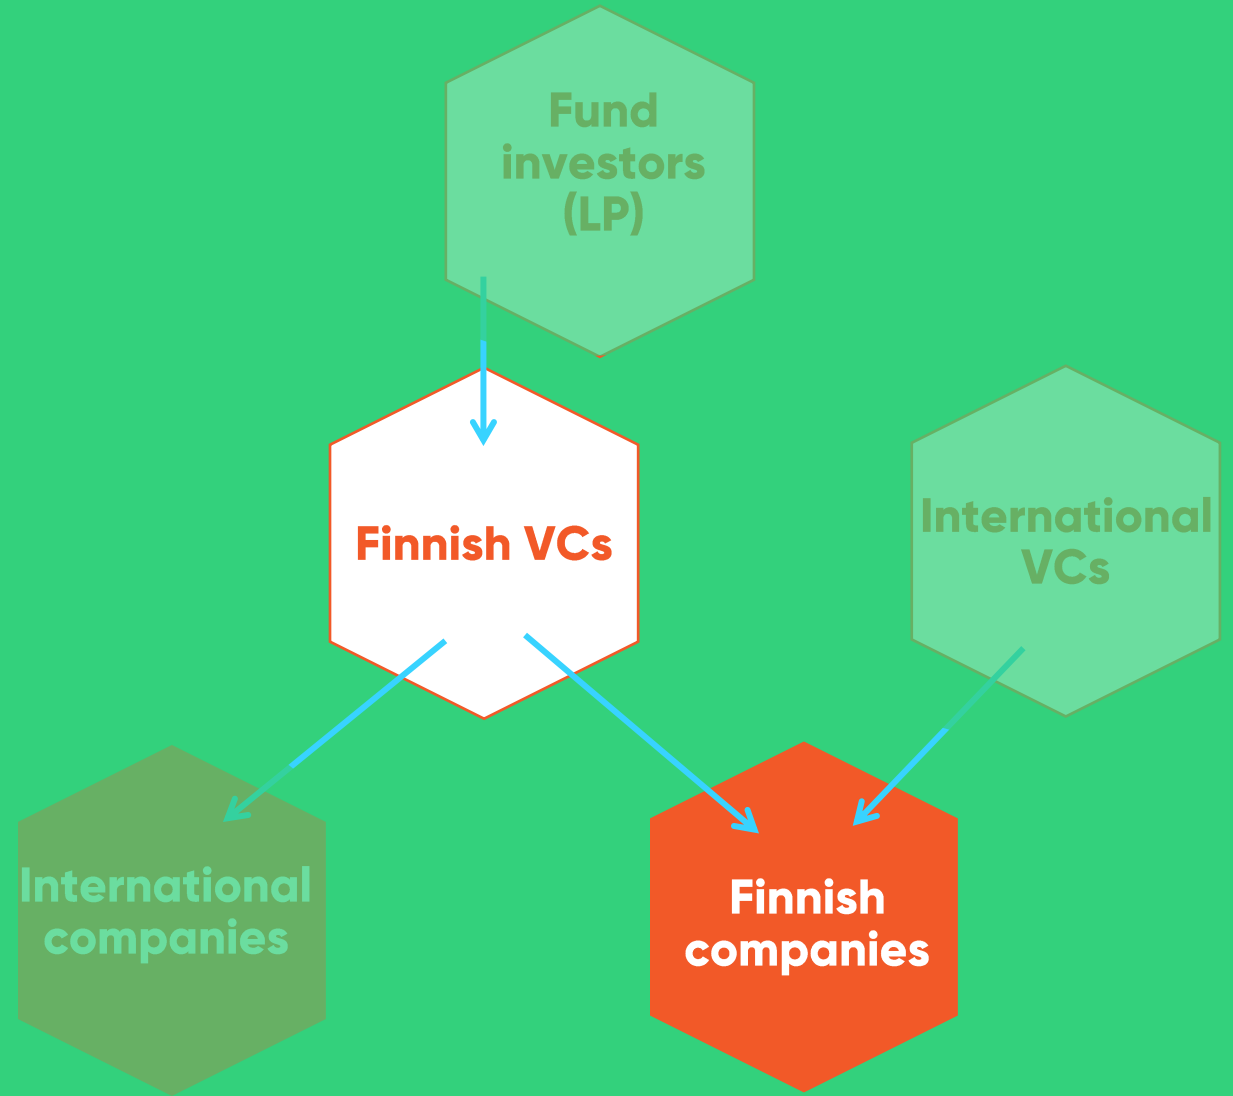 Fund
investors
(LP)
Finnish VCs
International
VCs
International
companies
Finnish
companies